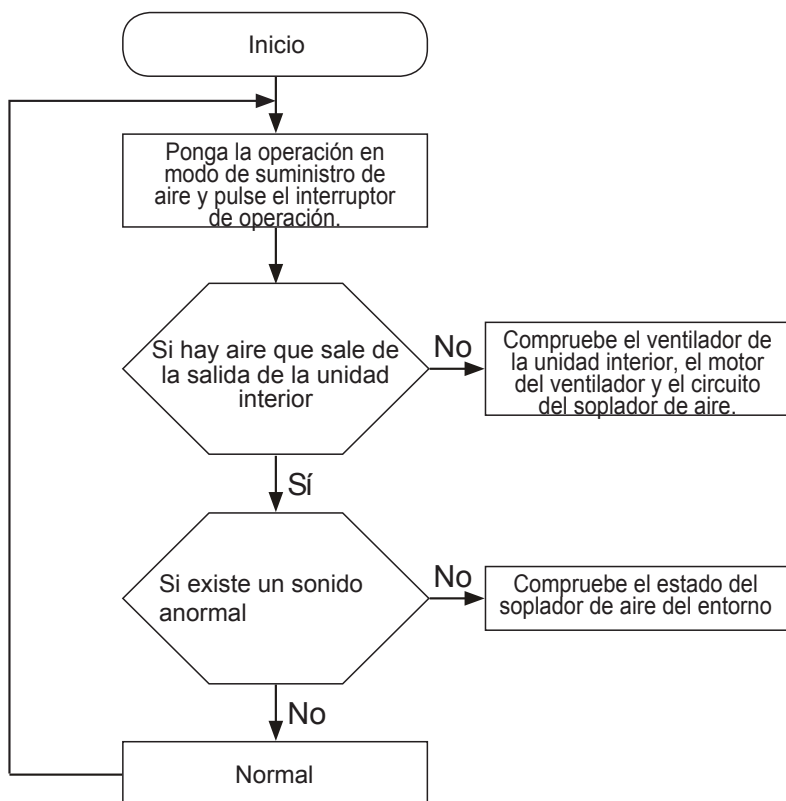 Inicio
Ponga la operación en
modo de suministro de
aire y pulse el interruptor
de operación.
Si hay aire que sale de
la salida de la unidad
interior
No
Compruebe el ventilador de
la unidad interior, el motor
del ventilador y el circuito
del soplador de aire.
Sí
Si existe un sonido
anormal
No
Compruebe el estado del
soplador de aire del entorno
No
Normal